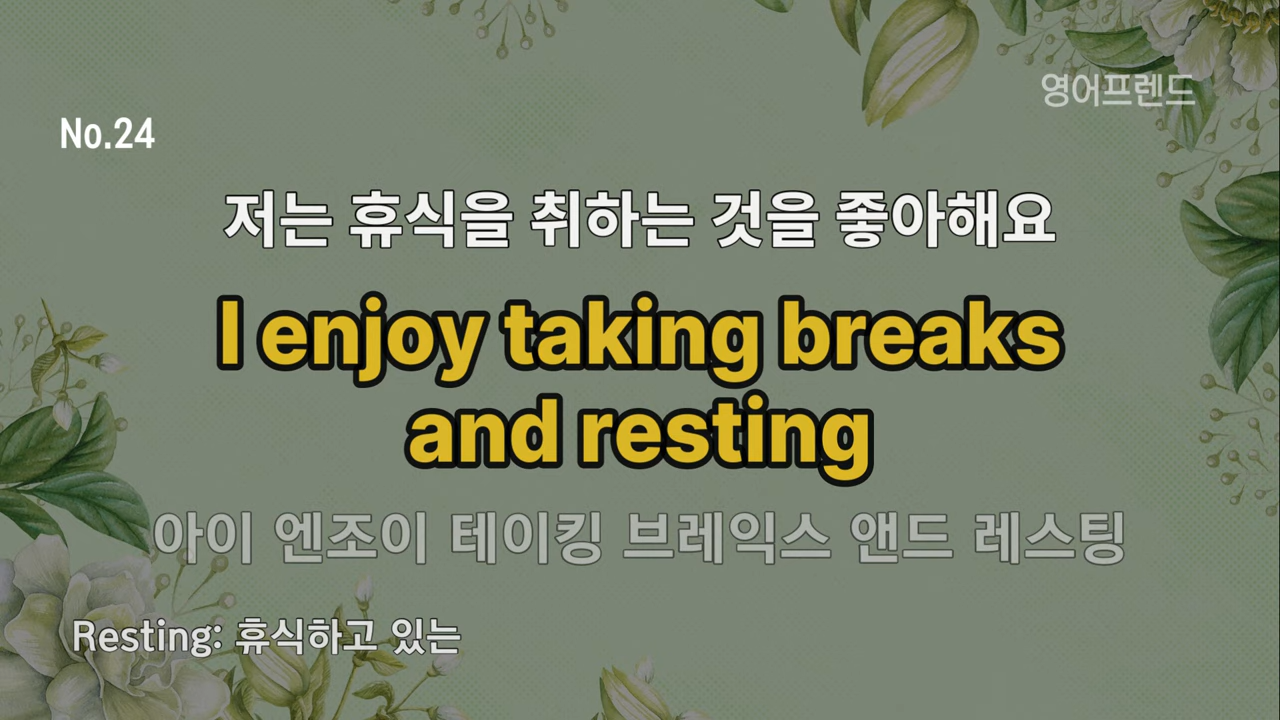 영어프렌드
No.24
저는 휴식을 취하는 것을 좋아해요
I enjoy taking breaks
and resting
아이 엔조이 테이킹 브레익스 앤드 레스팅
Resting: 휴식하고 있는